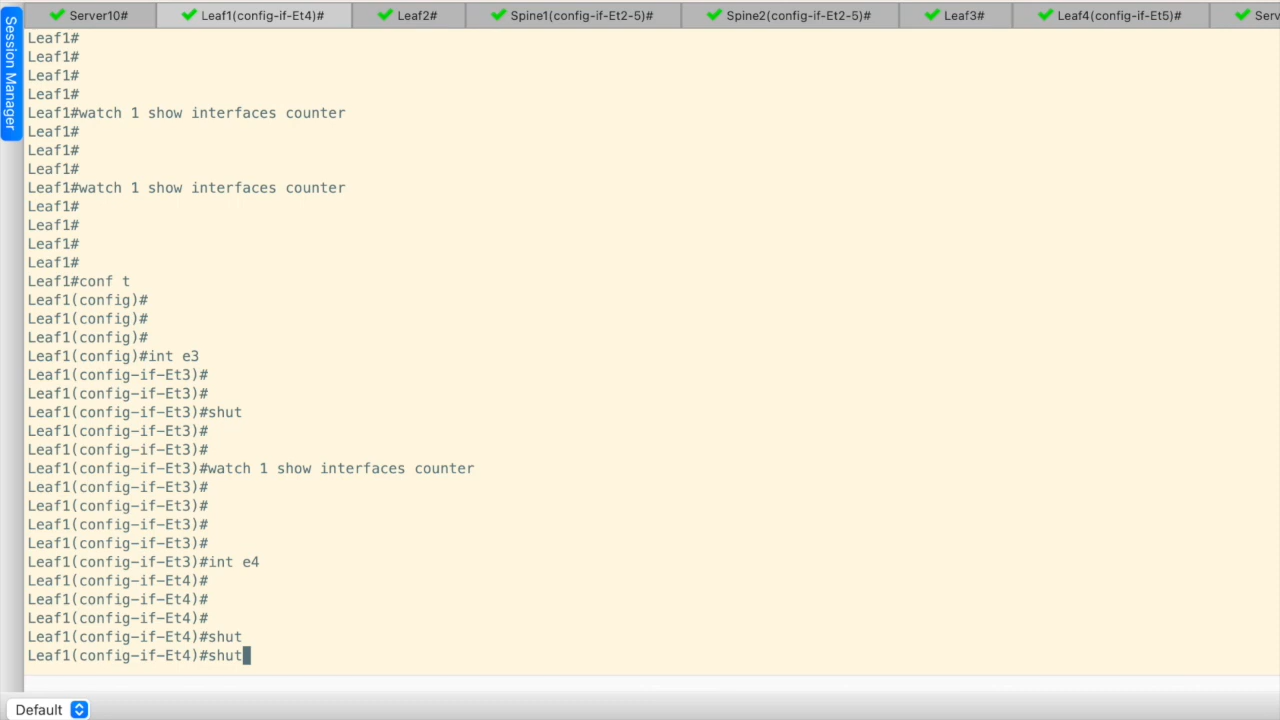 Server10# Leaf1(config-if-Et4)# Leaf2# Spine1(config-if-Et2-5)# Spine2(config-if-Et2-5)# Leaf3# Leaf4(config-if-Et5)# Serv
Session Manager
Leaf1#
Leaf1#
Leaf1#
Leaf1#
Leaf1#watch 1 show interfaces counter
Leaf1#
Leaf1#
Leaf1#
Leaf1#watch 1 show interfaces counter
Leaf1#
Leaf1#
Leaf1#
Leaf1#
Leaf1#conf t
Leaf1(config)#
Leaf1(config)#
Leaf1(config)#
Leaf1(config)#int e3
Leaf1(config-if-Et3)#
Leaf1(config-if-Et3)#
Leaf1(config-if-Et3)#shut
Leaf1(config-if-Et3)#
Leaf1(config-if-Et3)#
Leaf1(config-if-Et3)#watch 1 show interfaces counter
Leaf1(config-if-Et3)#
Leaf1(config-if-Et3)#
Leaf1(config-if-Et3)#
Leaf1(config-if-Et3)#
Leaf1(config-if-Et3)#int e4
Leaf1(config-if-Et4)#
Leaf1(config-if-Et4)#
Leaf1(config-if-Et4)#
Leaf1(config-if-Et4)#shut
Leaf1(config-if-Et4)#shut
Default